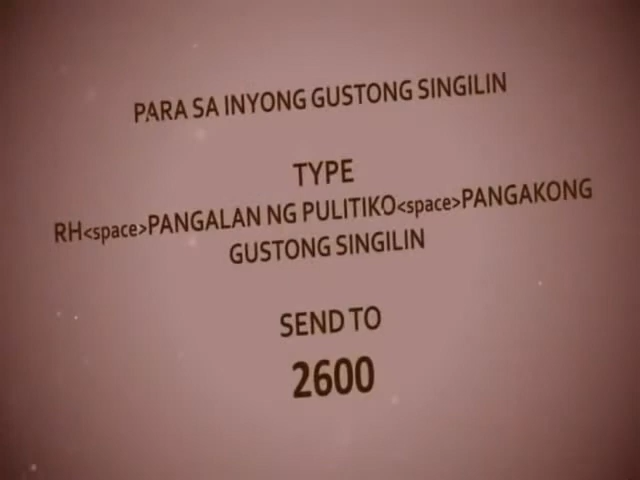 PARA SA INYONG GUSTONG SINGILIN
TYPE
RH<space>PANGALAN NG PULITIKO<space>PANGAKONG
GUSTONG SINGILIN
SEND TO
2600